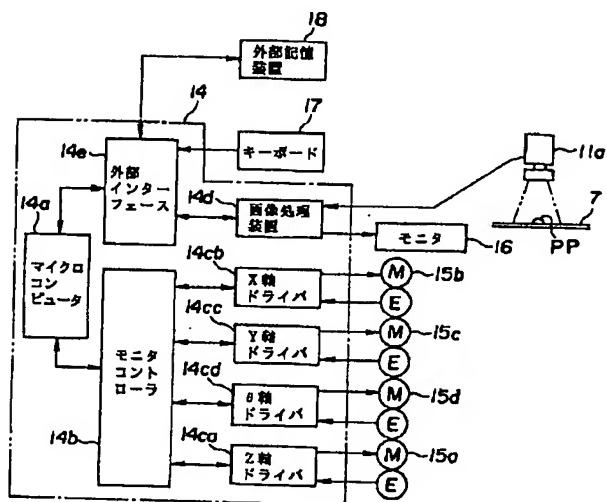 18
外部記憶
装置
14
17
キーボード
14e
外部
インター
フェース
11a
14a
14d
画像処理
装置
7
PP
モニタ
16
マイクロ
コン
ピュータ
14cb
X軸
ドライバ
M
15b
E
14cc
Y軸
ドライバ
M
15c
E
モニタ
コント
ローラ
14cd
θ軸
ドライバ
M
15d
E
14b
14ca
Z軸
ドライバ
M
15a
E